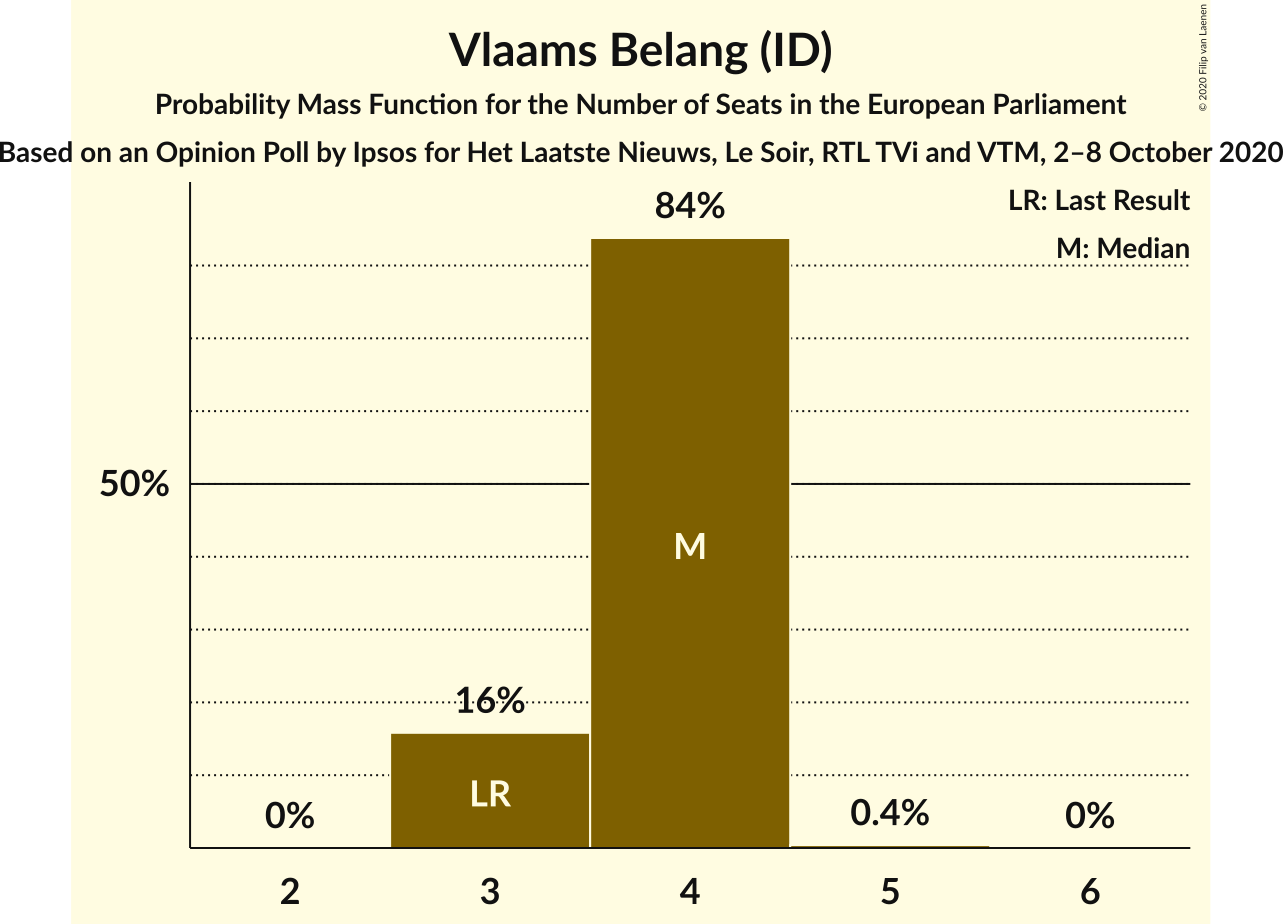 Vlaams Belang (ID)
Probability Mass Function for the Number of Seats in the European Parliament
Based on an Opinion Poll by Ipsos for Het Laatste Nieuws, Le Soir, RTL TVi and VTM, 2–8 October 2020
© 2020 Filip van Laenen
LR: Last Result
M: Median
84%
50%
M
16%
LR
0%
0.4%
0%
2 3 4 5 6